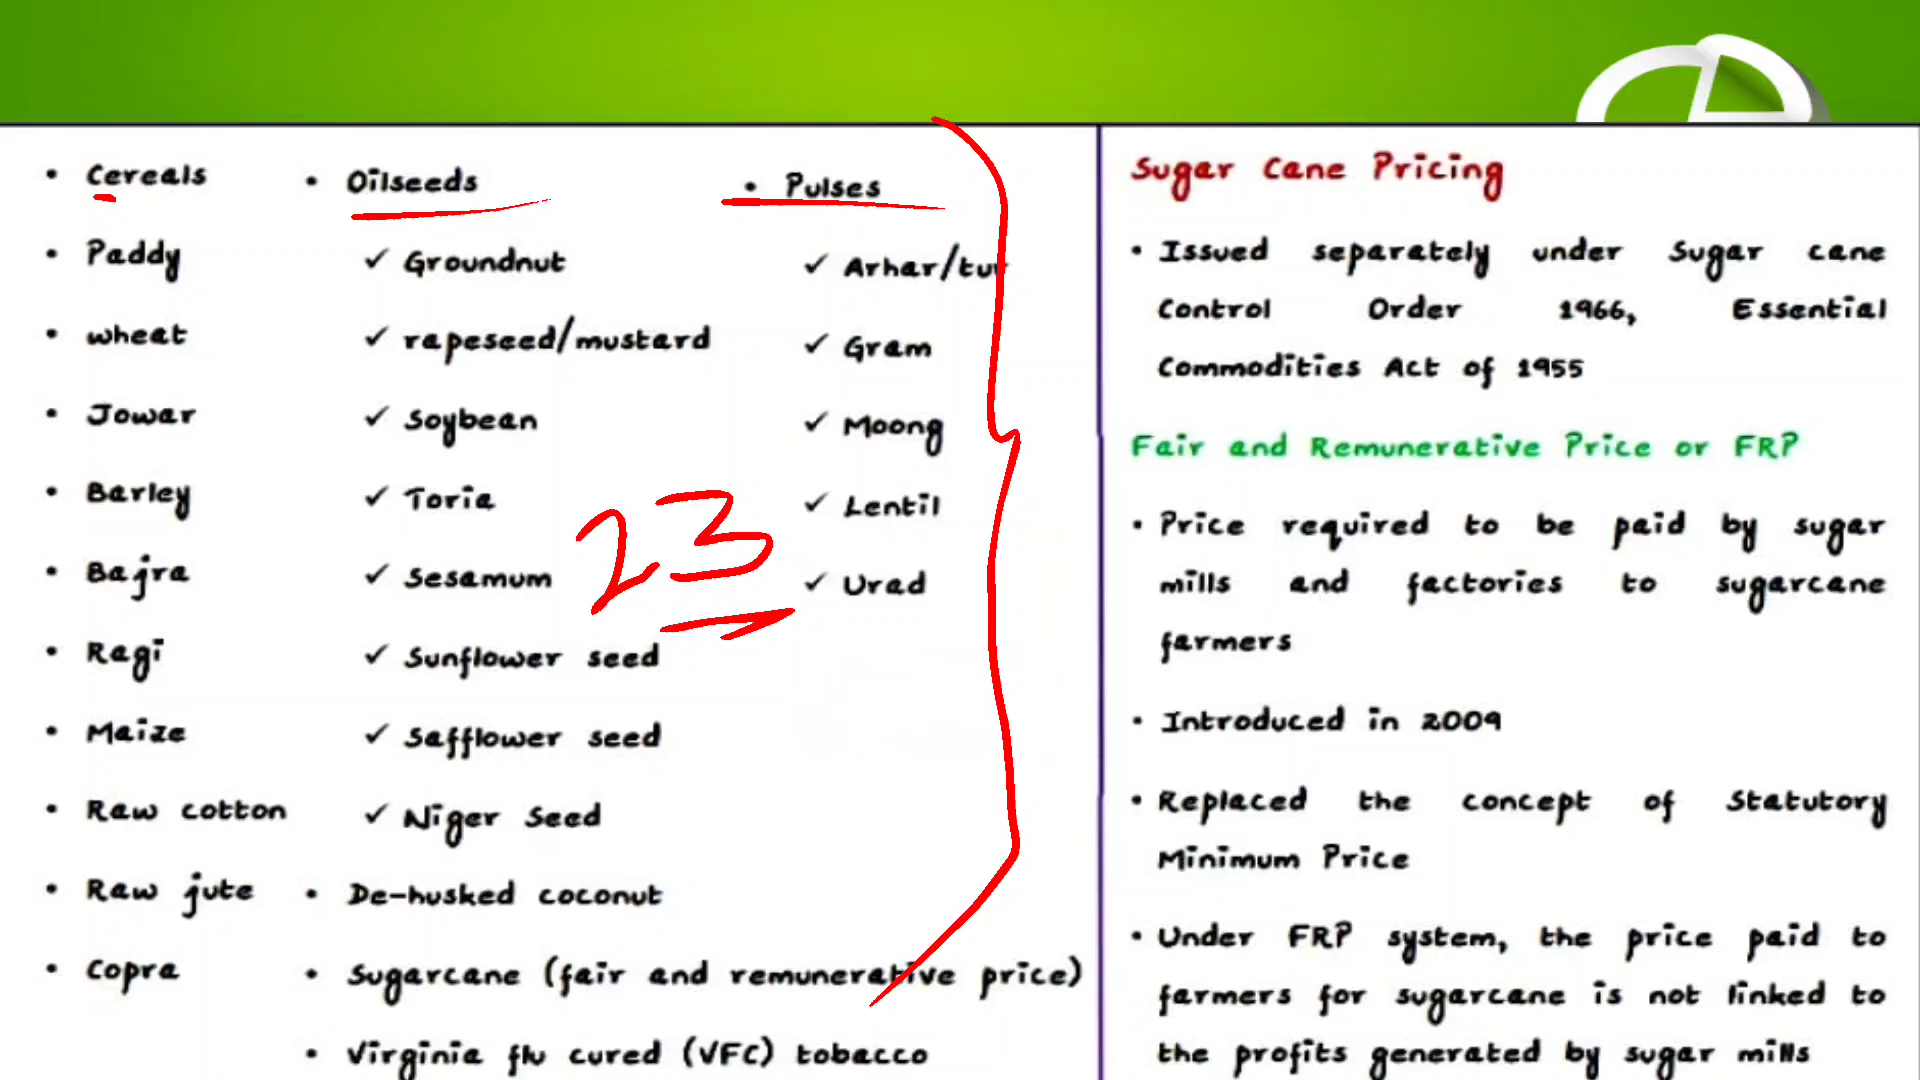 • Cereals
• Paddy
• wheat
• Jowar
• Barley
• Bajra
• Ragi
• Maize
• Raw cotton
• Raw jute
• Copra
• Oilseeds
✓ Groundnut
✓ rapeseed/mustard
✓ Soybean
✓ Toria
✓ Sesamum
✓ Sunflower seed
✓ Safflower seed
✓ Niger Seed
• De-husked coconut
• Sugarcane (fair and remunerative price)
• Virginia flu cured (VFC) tobacco
23
• Pulses
✓ Arhar/tur
✓ Gram
✓ Moong
✓ Lentil
✓ Urad
Sugar Cane Pricing
• Issued separately under Sugar cane
Control Order 1966, Essential
Commodities Act of 1955
Fair and Remunerative Price or FRP
• Price required to be paid by sugar
mills and factories to sugarcane
farmers
• Introduced in 2009
• Replaced the concept of Statutory
Minimum Price
• Under FRP system, the price paid to
farmers for sugarcane is not linked to
the profits generated by sugar mills